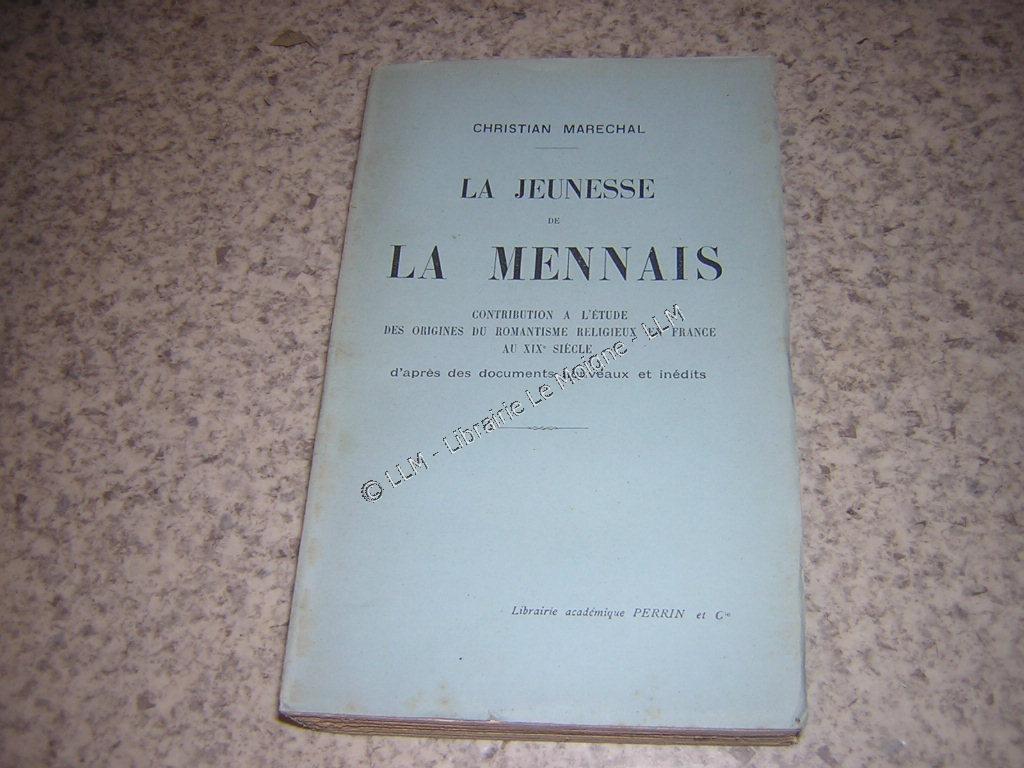 CHRISTIAN MARECHAL
LA JEUNESSE
DE
LA MENNAIS
CONTRIBUTION A L'ÉTUDE
DES ORIGINES DU ROMANTISME RELIGIEUX FRANCE
AU XIXe SIÈCLE
d'après des documents nouveaux et inédits
© LLM - Librairie Le Moigne - LLM
Librairie académique PERRIN et Cie